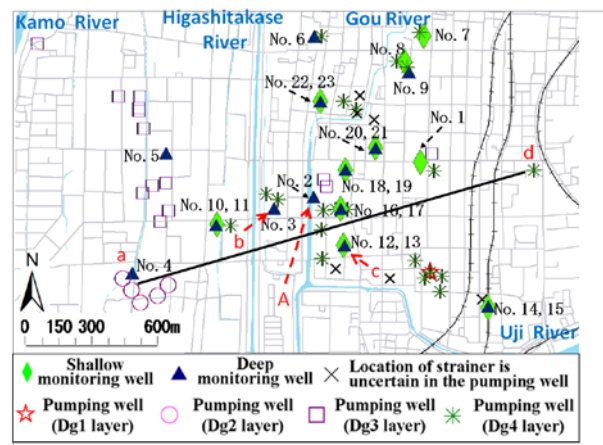 Kamo River
Higashitakase
River
Gou River
No. 6
No. 7
No. 8
No. 9
No. 22, 23
No. 1
No. 20, 21
No. 5
No. 2
d
No. 18, 19
No. 10, 11
No. 3
No. 16, 17
b
a
No. 4
No. 12, 13
c
N
A
No. 14, 15
0 150 300 600m
Uji River
Shallow
monitoring well
Deep
monitoring well
Location of strainer is
uncertain in the pumping well
Pumping well
(Dg1 layer)
Pumping well
(Dg2 layer)
Pumping well
(Dg3 layer)
Pumping well
(Dg4 layer)